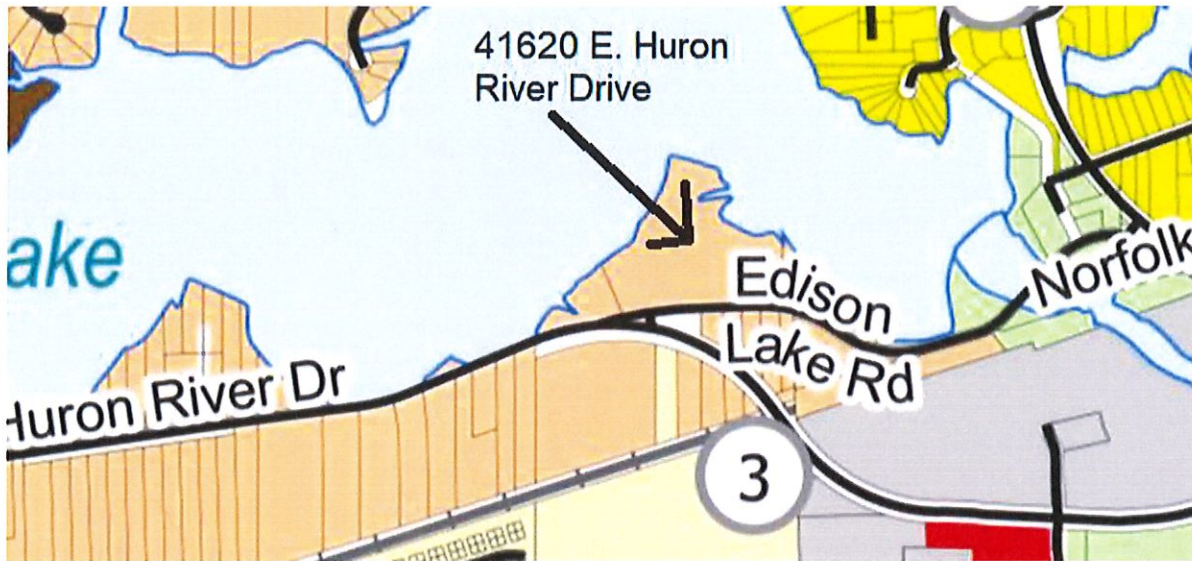 41620 E. Huron
River Drive
ake
Edison
Norfolk
Lake Rd
Huron River Dr
3